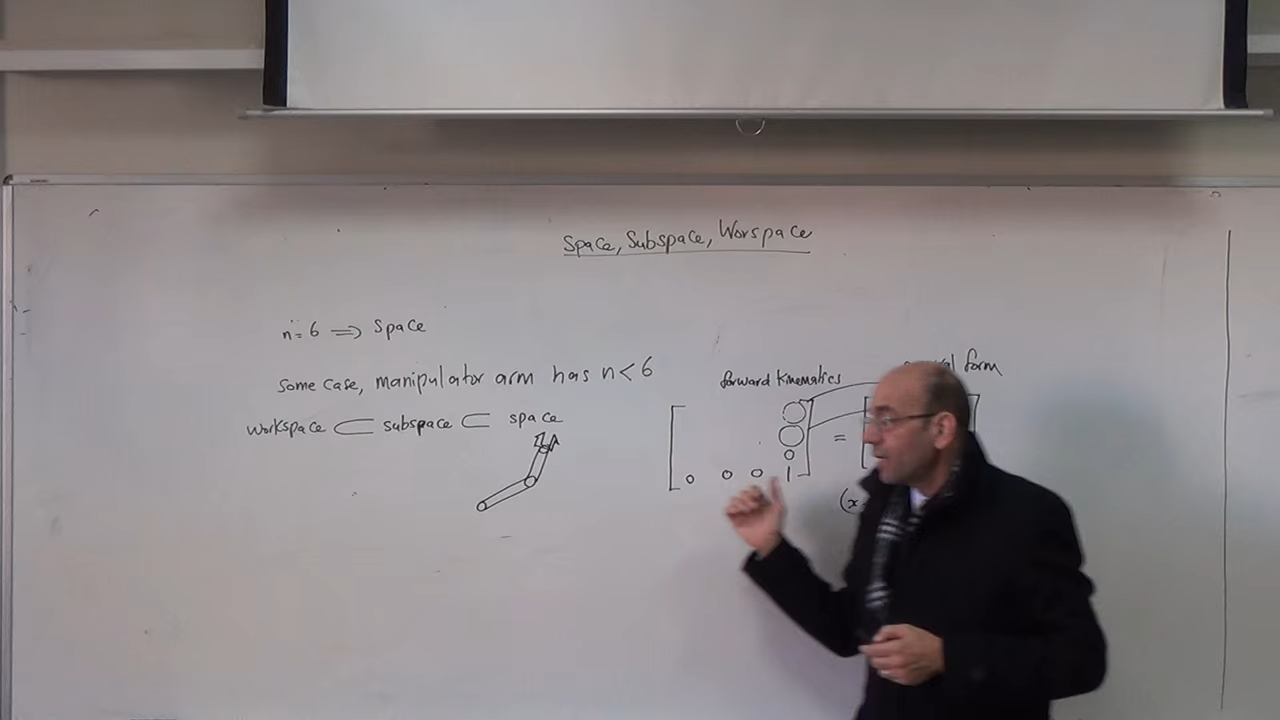 Space, Subspace, Worspace
n=6 ⟹ Space
Some Case, manipulator arm has n<6
workspace ⊂ subspace ⊂ space
forward Kinematics
form
0
=
0 0 0 1
(x